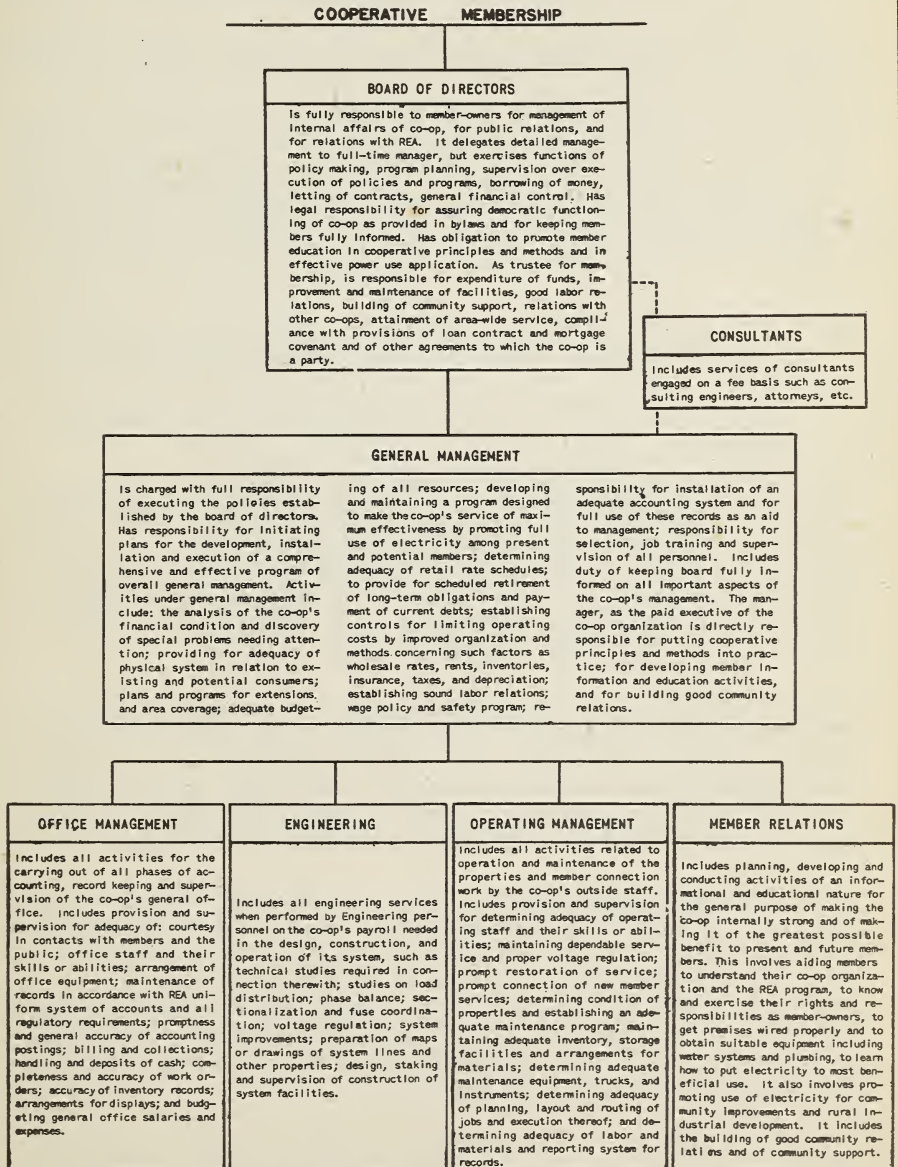 COOPERATIVE MEMBERSHIP
BOARD OF DIRECTORS
Is fully responsible to member-owners for management of
internal affairs of co-op, for public relations, and
for relations with REA. It delegates detailed manage-
ment to full-time manager, but exercises functions of
policy making, program planning, supervision over exe-
cution of policies and programs, borrowing of money,
letting of contracts, general financial control. Has
legal responsibility for assuring democratic function-
ing of co-op as provided in bylaws and for keeping mem-
bers fully informed. Has obligation to promote member
education in cooperative principles and methods and in
effective power use application. As trustee for mem-
bership, is responsible for expenditure of funds, im-
provement and maintenance of facilities, good labor re-
lations, building of community support, relations with
other co-ops, attainment of area-wide service, compli-
ance with provisions of loan contract and mortgage
covenant and of other agreements to which the co-op is
a party.
CONSULTANTS
Includes services of consultants
engaged on a fee basis such as con-
sulting engineers, attorneys, etc.
GENERAL MANAGEMENT
Is charged with full responsibility
of executing the policies estab-
lished by the board of directors.
Has responsibility for initiating
plans for the development, instal-
lation and execution of a compre-
hensive and effective program of
overall general management. Activ-
ities under general management in-
clude: the analysis of the co-op's
financial condition and discovery
of special problems needing atten-
tion; providing for adequacy of
physical system in relation to ex-
isting and potential consumers;
plans and programs for extensions
and area coverage; adequate budget-
ing of all resources; developing
and maintaining a program designed
to make the co-op's service of maxi-
mum effectiveness by promoting full
use of electricity among present
and potential members; determining
adequacy of retail rate schedules;
to provide for scheduled retirement
of long-term obligations and pay-
ment of current debts; establishing
controls for limiting operating
costs by improved organization and
methods concerning such factors as
wholesale rates, rents, inventories,
insurance, taxes, and depreciation;
establishing sound labor relations;
wage policy and safety program; re-
sponsibility for installation of an
adequate accounting system and for
full use of these records as an aid
to management; responsibility for
selection, job training and super-
vision of all personnel. Includes
duty of keeping board fully in-
formed on all important aspects of
the co-op's management. The man-
ager, as the paid executive of the
co-op organization is directly re-
sponsible for putting cooperative
principles and methods into prac-
tice; for developing member in-
formation and education activities,
and for building good community
relations.
OFFICE MANAGEMENT
Includes all activities for the
carrying out of all phases of ac-
counting, record keeping and super-
vision of the co-op's general of-
fice. Includes provision and su-
pervision for adequacy of: courtesy
in contacts with members and the
public; office staff and their
skills or abilities; arrangement of
office equipment; maintenance of
records in accordance with REA uni-
form system of accounts and all
regulatory requirements; promptness
and general accuracy of accounting
postings; billing and collections;
handling and deposits of cash; com-
pleteness and accuracy of work or-
ders; accuracy of inventory records;
arrangements for displays; and budg-
eting general office salaries and
expenses.
ENGINEERING
Includes all engineering services
when performed by Engineering per-
sonnel on the co-op's payroll needed
in the design, construction, and
operation of its system, such as
technical studies required in con-
nection therewith; studies on load
distribution; phase balance; sec-
tionalization and fuse coordina-
tion; voltage regulation; system
improvements; preparation of maps
or drawings of system lines and
other properties; design, staking
and supervision of construction of
system facilities.
OPERATING MANAGEMENT
Includes all activities related to
operation and maintenance of the
properties and member connection
work by the co-op's outside staff.
Includes provision and supervision
for determining adequacy of operat-
ing staff and their skills or abil-
ities; maintaining dependable serv-
ice and proper voltage regulation;
prompt restoration of service;
prompt connection of new member
services; determining condition of
properties and establishing an ade-
quate maintenance program; main-
taining adequate inventory, storage
facilities and arrangements for
materials; determining adequate
maintenance equipment, trucks, and
instruments; determining adequacy
of planning, layout and routing of
jobs and execution thereof; and de-
termining adequacy of labor and
materials and reporting system for
records.
MEMBER RELATIONS
Includes planning, developing and
conducting activities of an infor-
mational and educational nature for
the general purpose of making the
co-op internally strong and of mak-
ing it of the greatest possible
benefit to present and future mem-
bers. This involves aiding members
to understand their co-op organiza-
tion and the REA program, to know
and exercise their rights and re-
sponsibilities as member-owners, to
get premises wired properly and to
obtain suitable equipment including
water systems and plumbing, to learn
how to put electricity to most ben-
eficial use. It also involves pro-
moting use of electricity for com-
munity improvements and rural in-
dustrial development. It includes
the building of good community re-
lations and of community support.